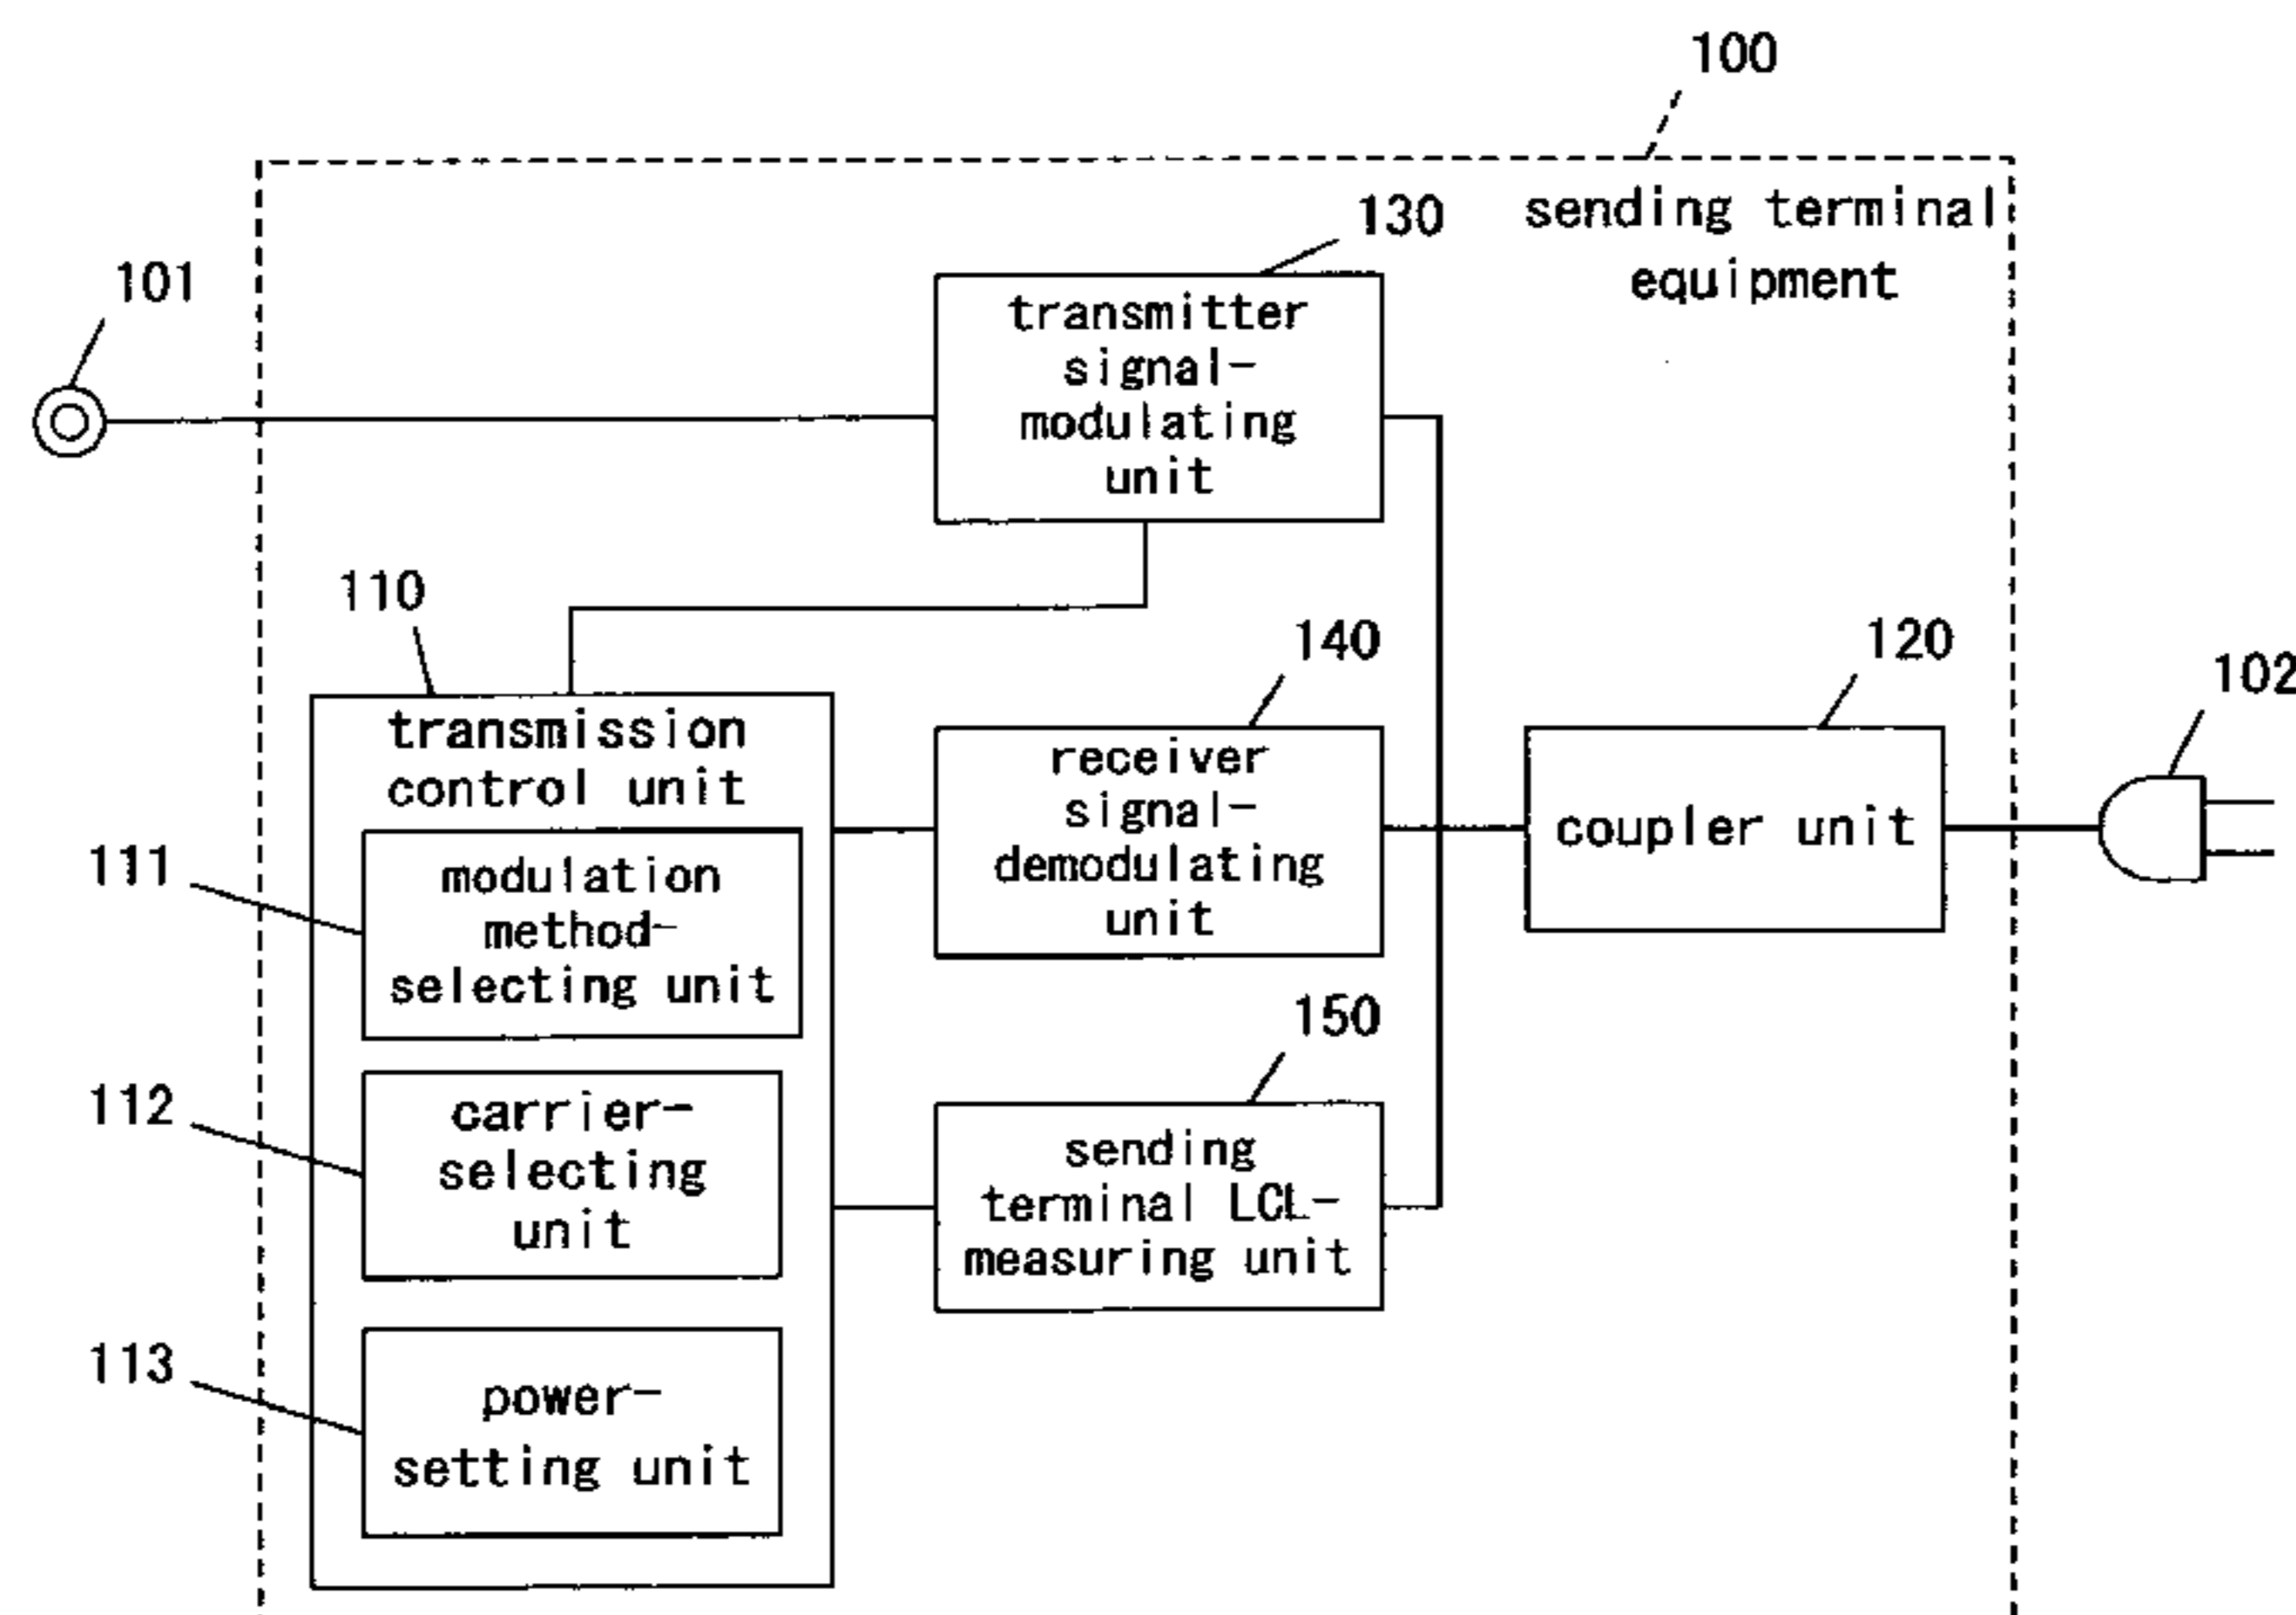 100
sending terminal
equipment
130
101
transmitter
signal-
modulating
unit
110
transmission
control unit
140
receiver
signal-
demodulating
unit
120
coupler unit
102
111
modulation
method-
selecting unit
150
sending
terminal LCL-
measuring unit
112
carrier-
selecting
unit
113
power-
setting unit